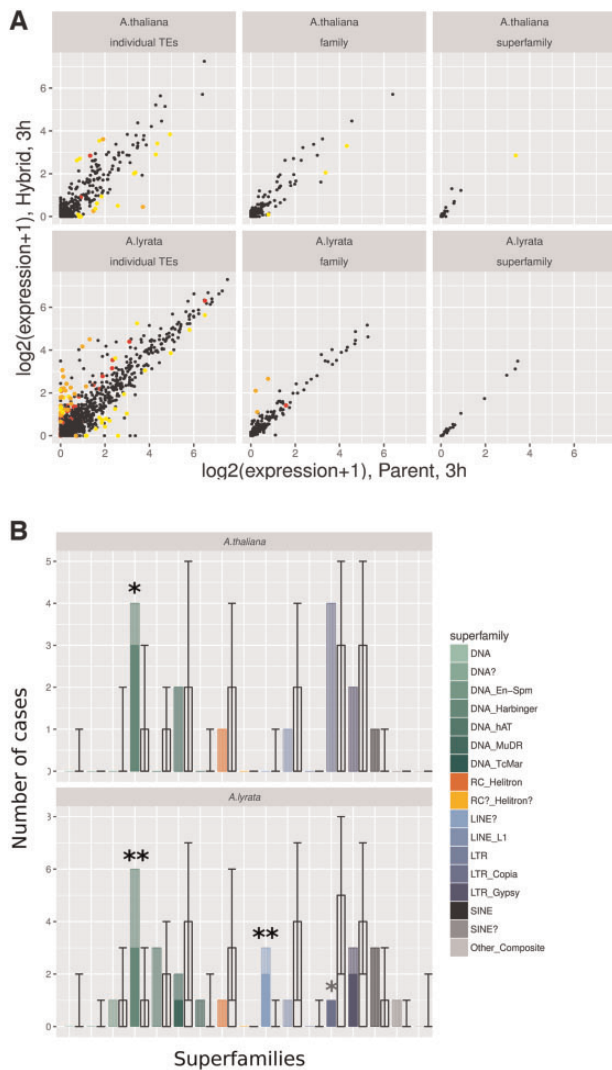 A
A.thaliana
individual TEs
A.thaliana
family
A.thaliana
superfamily
log2(expression+1), Hybrid, 3h
6
4
2
0
A.lyrata
individual TEs
A.lyrata
family
A.lyrata
superfamily
6
4
2
0
0 2 4 6
0 2 4 6
0 2 4 6
log2(expression+1), Parent, 3h
B
A.thaliana
Number of cases
5
4
3
2
1
0
*
A.lyrata
8
6
4
2
0
**
**
*
Superfamilies
superfamily
DNA
DNA?
DNA_En-Spm
DNA_Harbinger
DNA_hAT
DNA_MuDR
DNA_TcMar
RC_Helitron
RC?_Helitron?
LINE?
LINE_L1
LTR
LTR_Copia
LTR_Gypsy
SINE
SINE?
Other_Composite